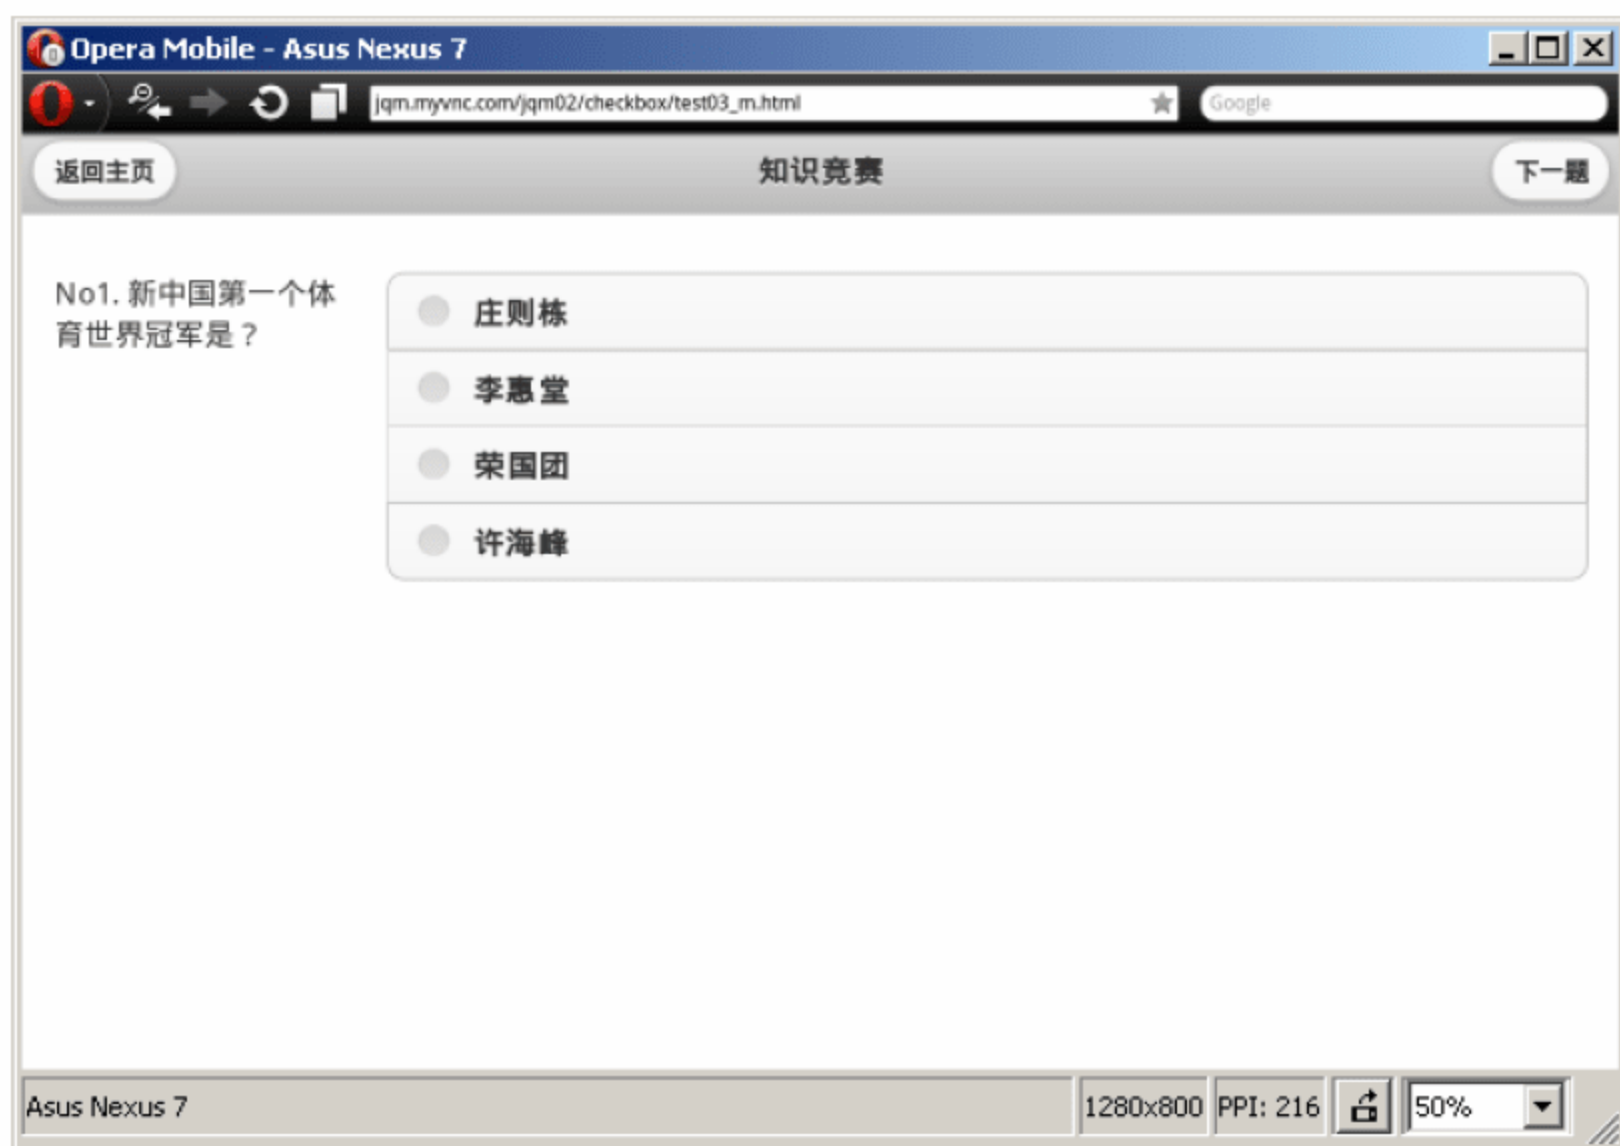 Opera Mobile - Asus Nexus 7
jqm.myvnc.com/jqm02/checkbox/test03_m.html
Google
返回主页
知识竞赛
下一题
No1. 新中国第一个体
育世界冠军是？
庄则栋
李惠堂
荣国团
许海峰
Asus Nexus 7
1280x800
PPI: 216
50%